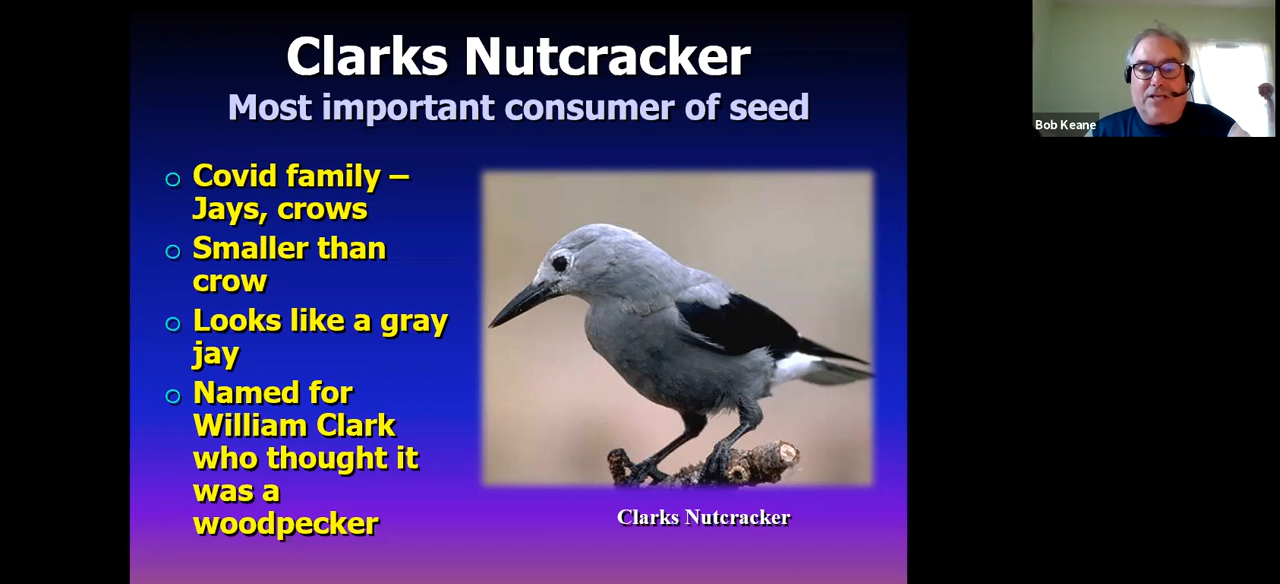 Clarks Nutcracker
Most important consumer of seed
Covid family –
Jays, crows
Smaller than
crow
Looks like a gray
jay
Named for
William Clark
who thought it
was a
woodpecker
Clarks Nutcracker
Bob Keane